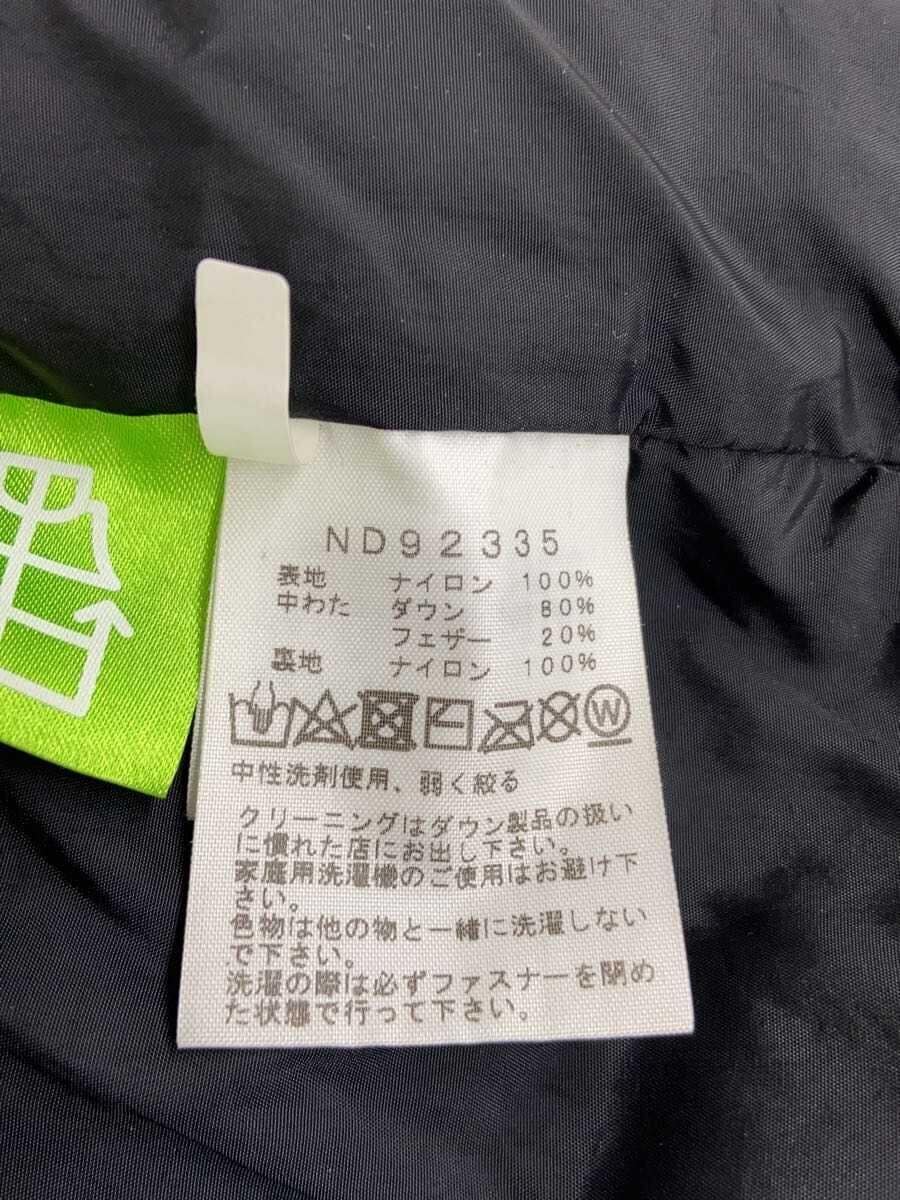 ND92335
表地 ナイロン 100%
中わた ダウン 80%
フェザー 20%
裏地 ナイロン 100%
W
中性洗剤使用、弱く絞る
クリーニングはダウン製品の扱い
に慣れた店にお出し下さい。
家庭用洗濯機のご使用はお避け下
さい。
色物は他の物と一緒に洗濯しない
で下さい。
洗濯の際は必ずファスナーを閉め
た状態で行って下さい。